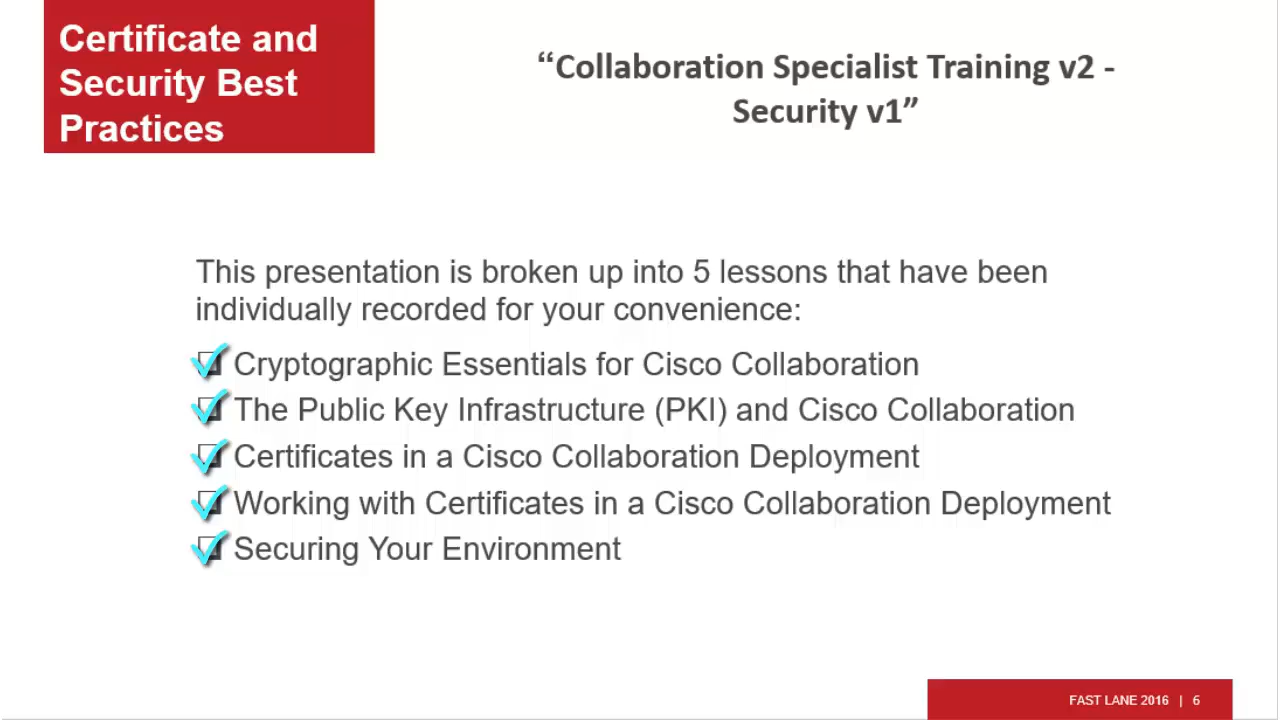 Certificate and
Security Best
Practices
“Collaboration Specialist Training v2 -
Security v1”
This presentation is broken up into 5 lessons that have been
individually recorded for your convenience:
Cryptographic Essentials for Cisco Collaboration
The Public Key Infrastructure (PKI) and Cisco Collaboration
Certificates in a Cisco Collaboration Deployment
Working with Certificates in a Cisco Collaboration Deployment
Securing Your Environment
FAST LANE 2016 | 6